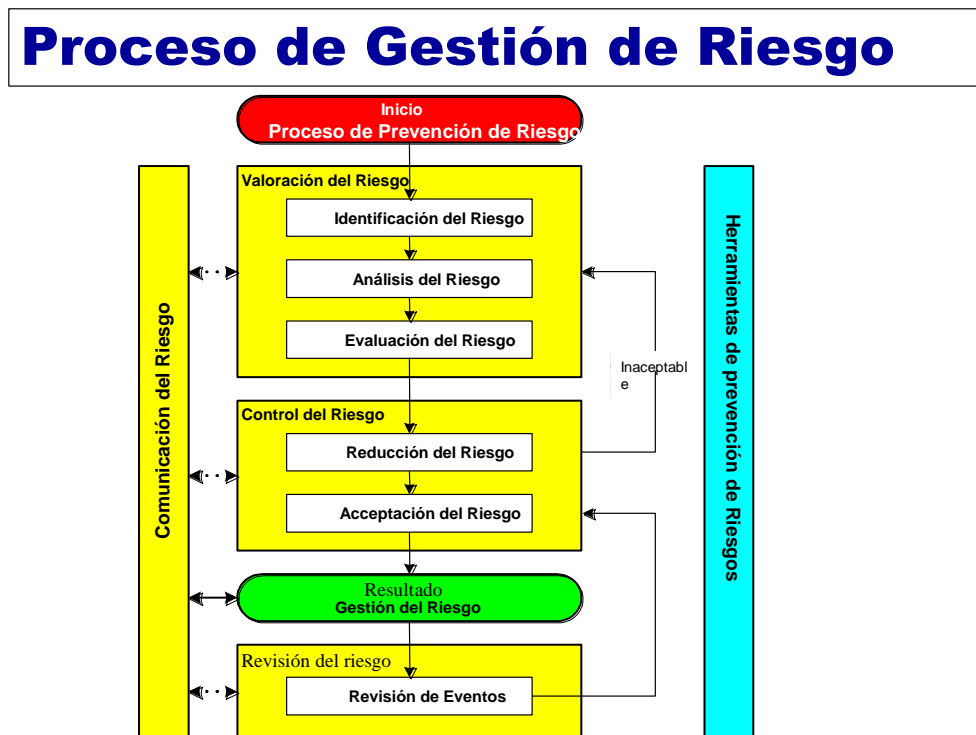 Proceso de Gestión de Riesgo
Inicio
Proceso de Prevención de Riesgo
Valoración del Riesgo
Identificación del Riesgo
Análisis del Riesgo
Evaluación del Riesgo
Inaceptabl
e
Control del Riesgo
Reducción del Riesgo
Acceptación del Riesgo
Resultado
Gestión del Riesgo
Revisión del riesgo
Revisión de Eventos
Comunicación del Riesgo
Herramientas de prevención de Riesgos